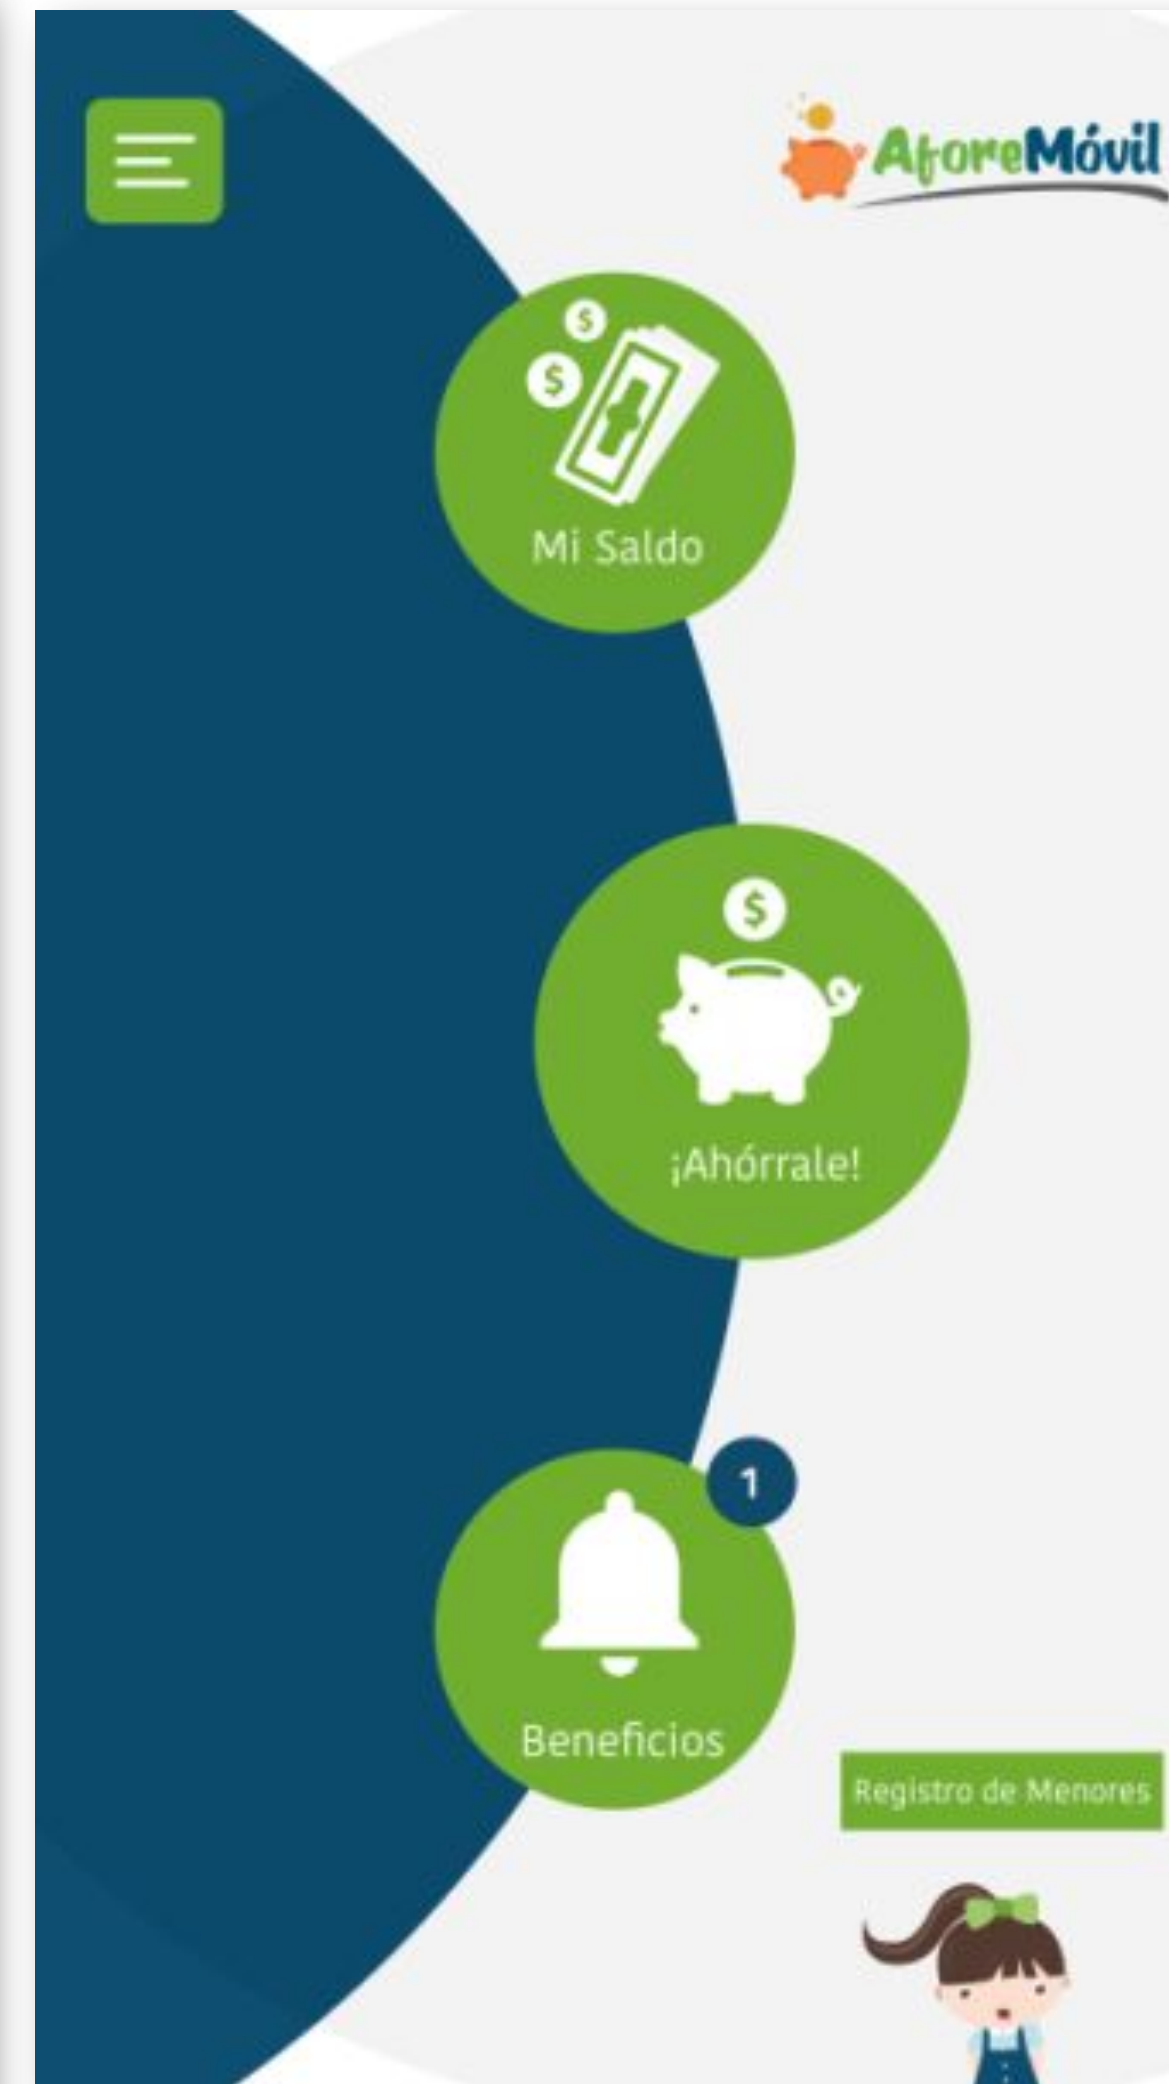 AforeMóvil
$
$
Mi Saldo
$
¡Ahórrale!
1
Beneficios
Registro de Menores